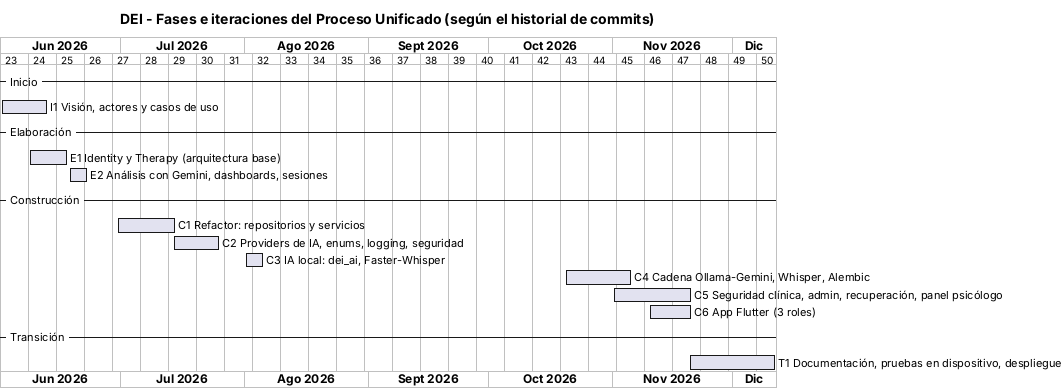 DEI - Fases e iteraciones del Proceso Unificado (según el historial de commits)
Jun 2026 Jul 2026 Ago 2026 Sept 2026 Oct 2026 Nov 2026 Dic
23 24 25 26 27 28 29 30 31 32 33 34 35 36 37 38 39 40 41 42 43 44 45 46 47 48 49 50
Inicio
I1 Visión, actores y casos de uso
Elaboración
E1 Identity y Therapy (arquitectura base)
E2 Análisis con Gemini, dashboards, sesiones
Construcción
C1 Refactor: repositorios y servicios
C2 Providers de IA, enums, logging, seguridad
C3 IA local: dei_ai, Faster-Whisper
C4 Cadena Ollama-Gemini, Whisper, Alembic
C5 Seguridad clínica, admin, recuperación, panel psicólogo
C6 App Flutter (3 roles)
Transición
T1 Documentación, pruebas en dispositivo, despliegue
Jun 2026 Jul 2026 Ago 2026 Sept 2026 Oct 2026 Nov 2026 Dic